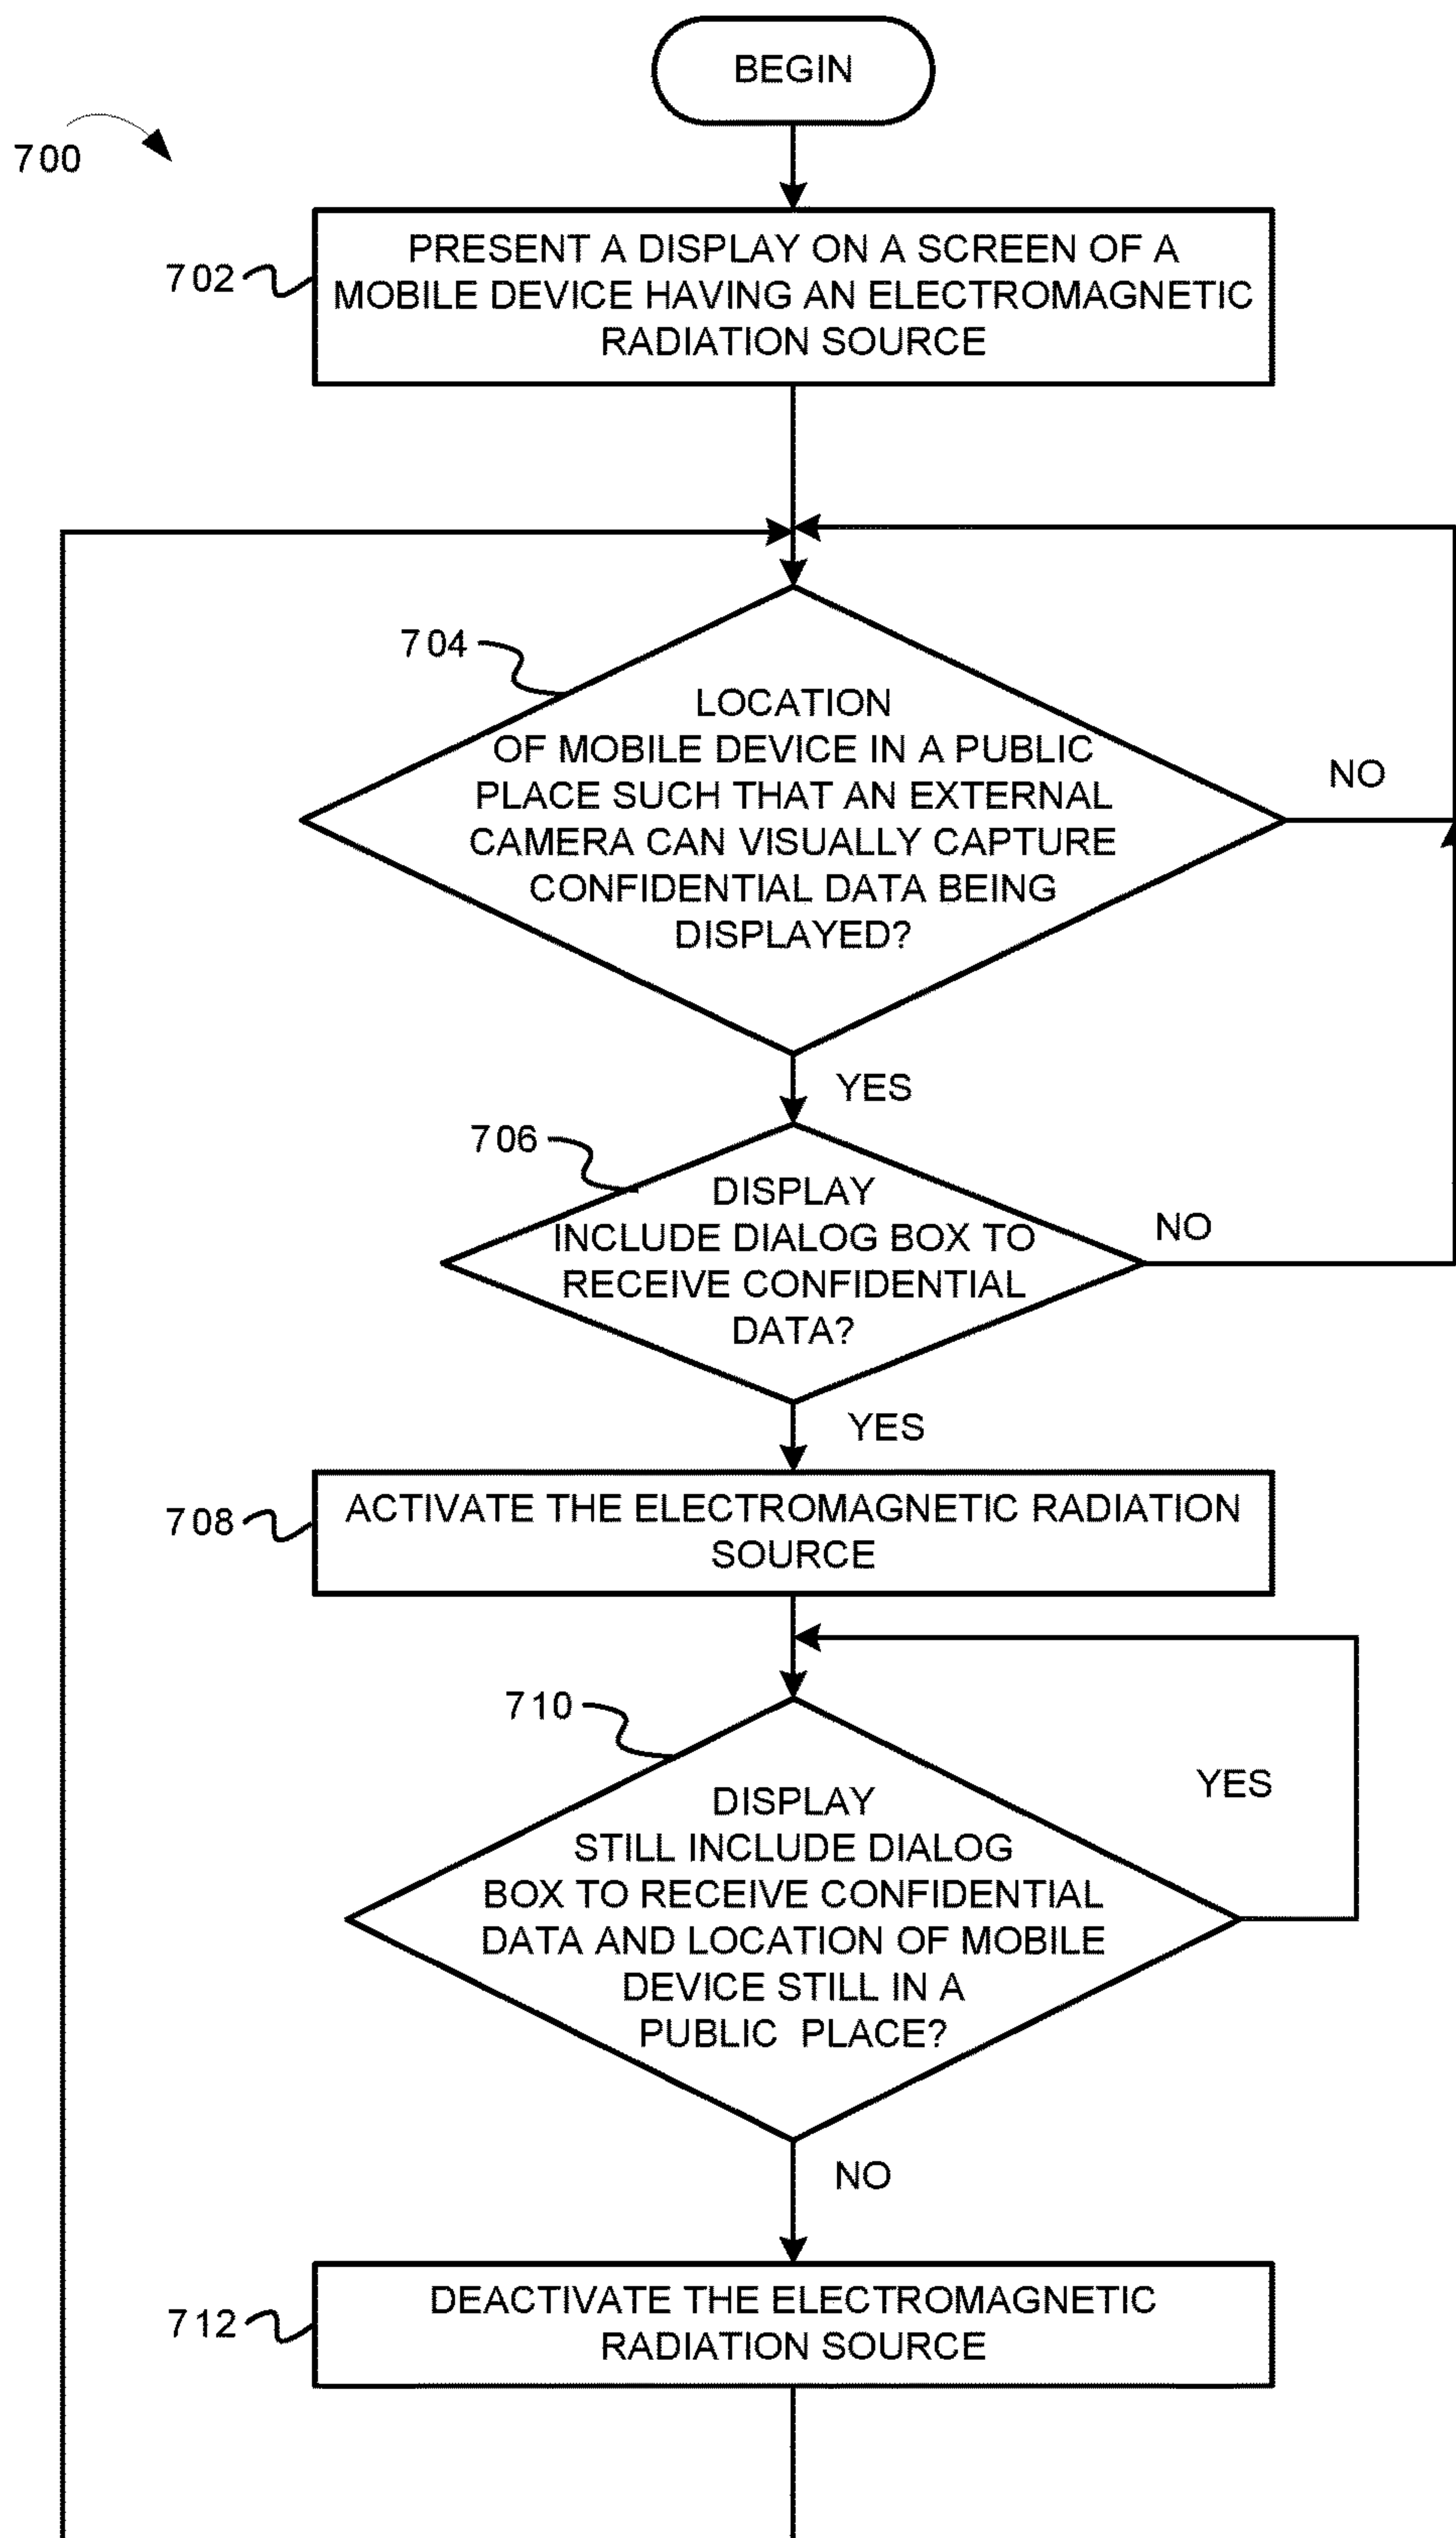 BEGIN
700
702
PRESENT A DISPLAY ON A SCREEN OF A
MOBILE DEVICE HAVING AN ELECTROMAGNETIC
RADIATION SOURCE
704
LOCATION
OF MOBILE DEVICE IN A PUBLIC
PLACE SUCH THAT AN EXTERNAL
CAMERA CAN VISUALLY CAPTURE
CONFIDENTIAL DATA BEING
DISPLAYED?
NO
YES
706
DISPLAY
INCLUDE DIALOG BOX TO
RECEIVE CONFIDENTIAL
DATA?
NO
YES
708
ACTIVATE THE ELECTROMAGNETIC RADIATION
SOURCE
710
DISPLAY
STILL INCLUDE DIALOG
BOX TO RECEIVE CONFIDENTIAL
DATA AND LOCATION OF MOBILE
DEVICE STILL IN A
PUBLIC PLACE?
YES
NO
712
DEACTIVATE THE ELECTROMAGNETIC
RADIATION SOURCE